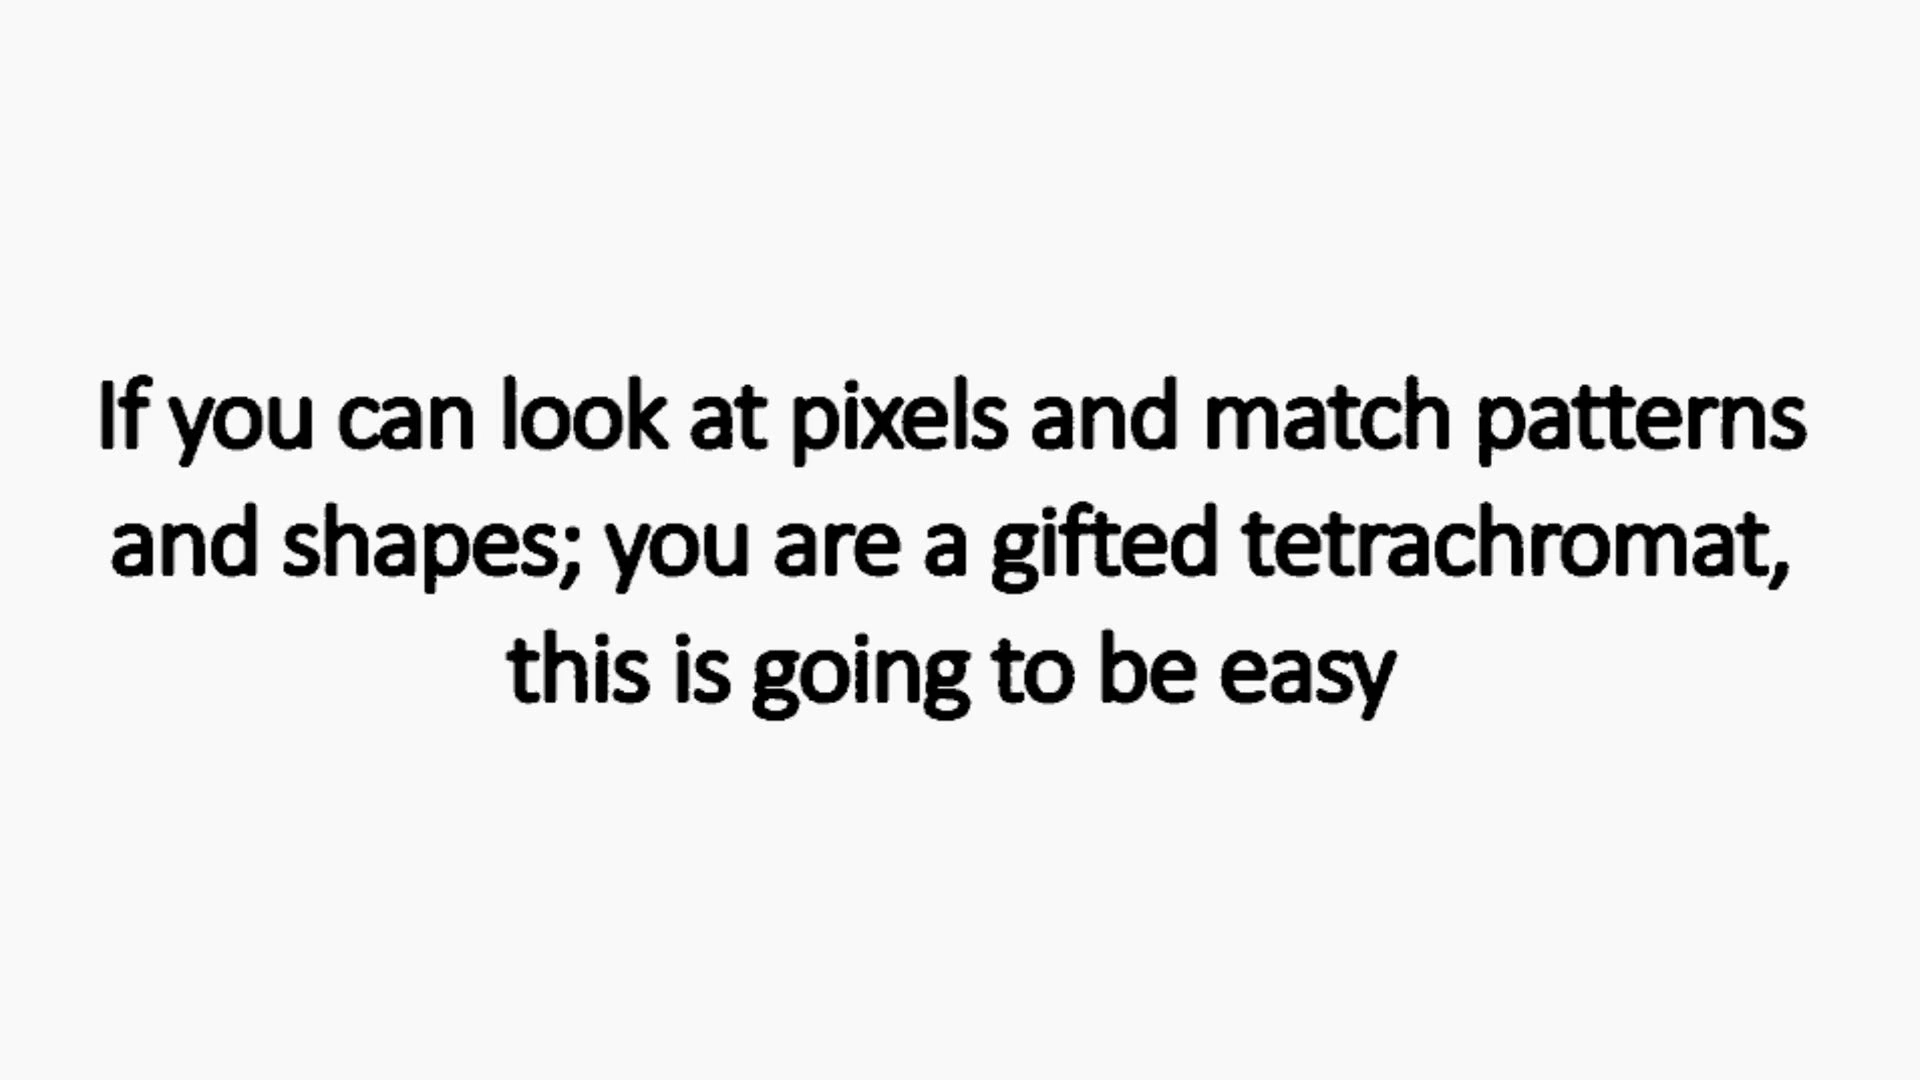 If you can look at pixels and match patterns
and shapes; you are a gifted tetrachromat,
this is going to be easy